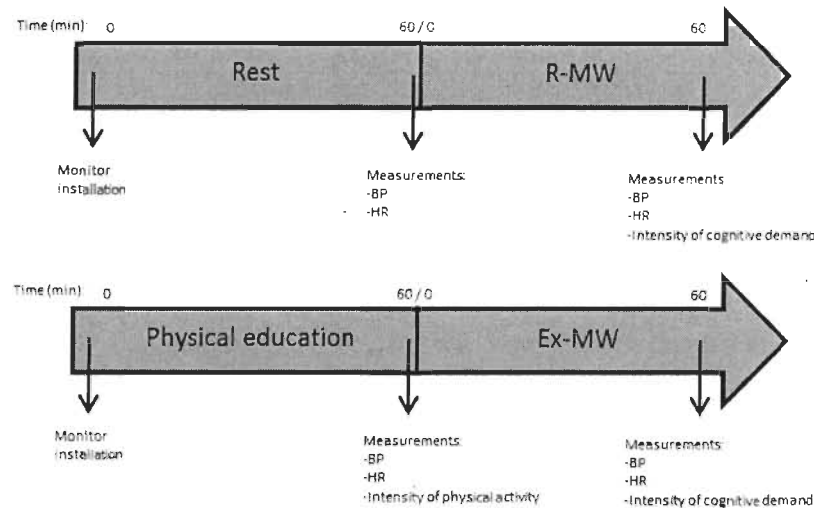 Time (min) 0 60 / 0 60
Rest R-MW
Monitor
installation
Measurements:
-BP
-HR
Measurements
-BP
-HR
-Intensity of cognitive demand
Time (min) 0 60 / 0 60
Physical education Ex-MW
Monitor
installation
Measurements:
-BP
-HR
-Intensity of physical activity
Measurements
-BP
-HR
-Intensity of cognitive demand